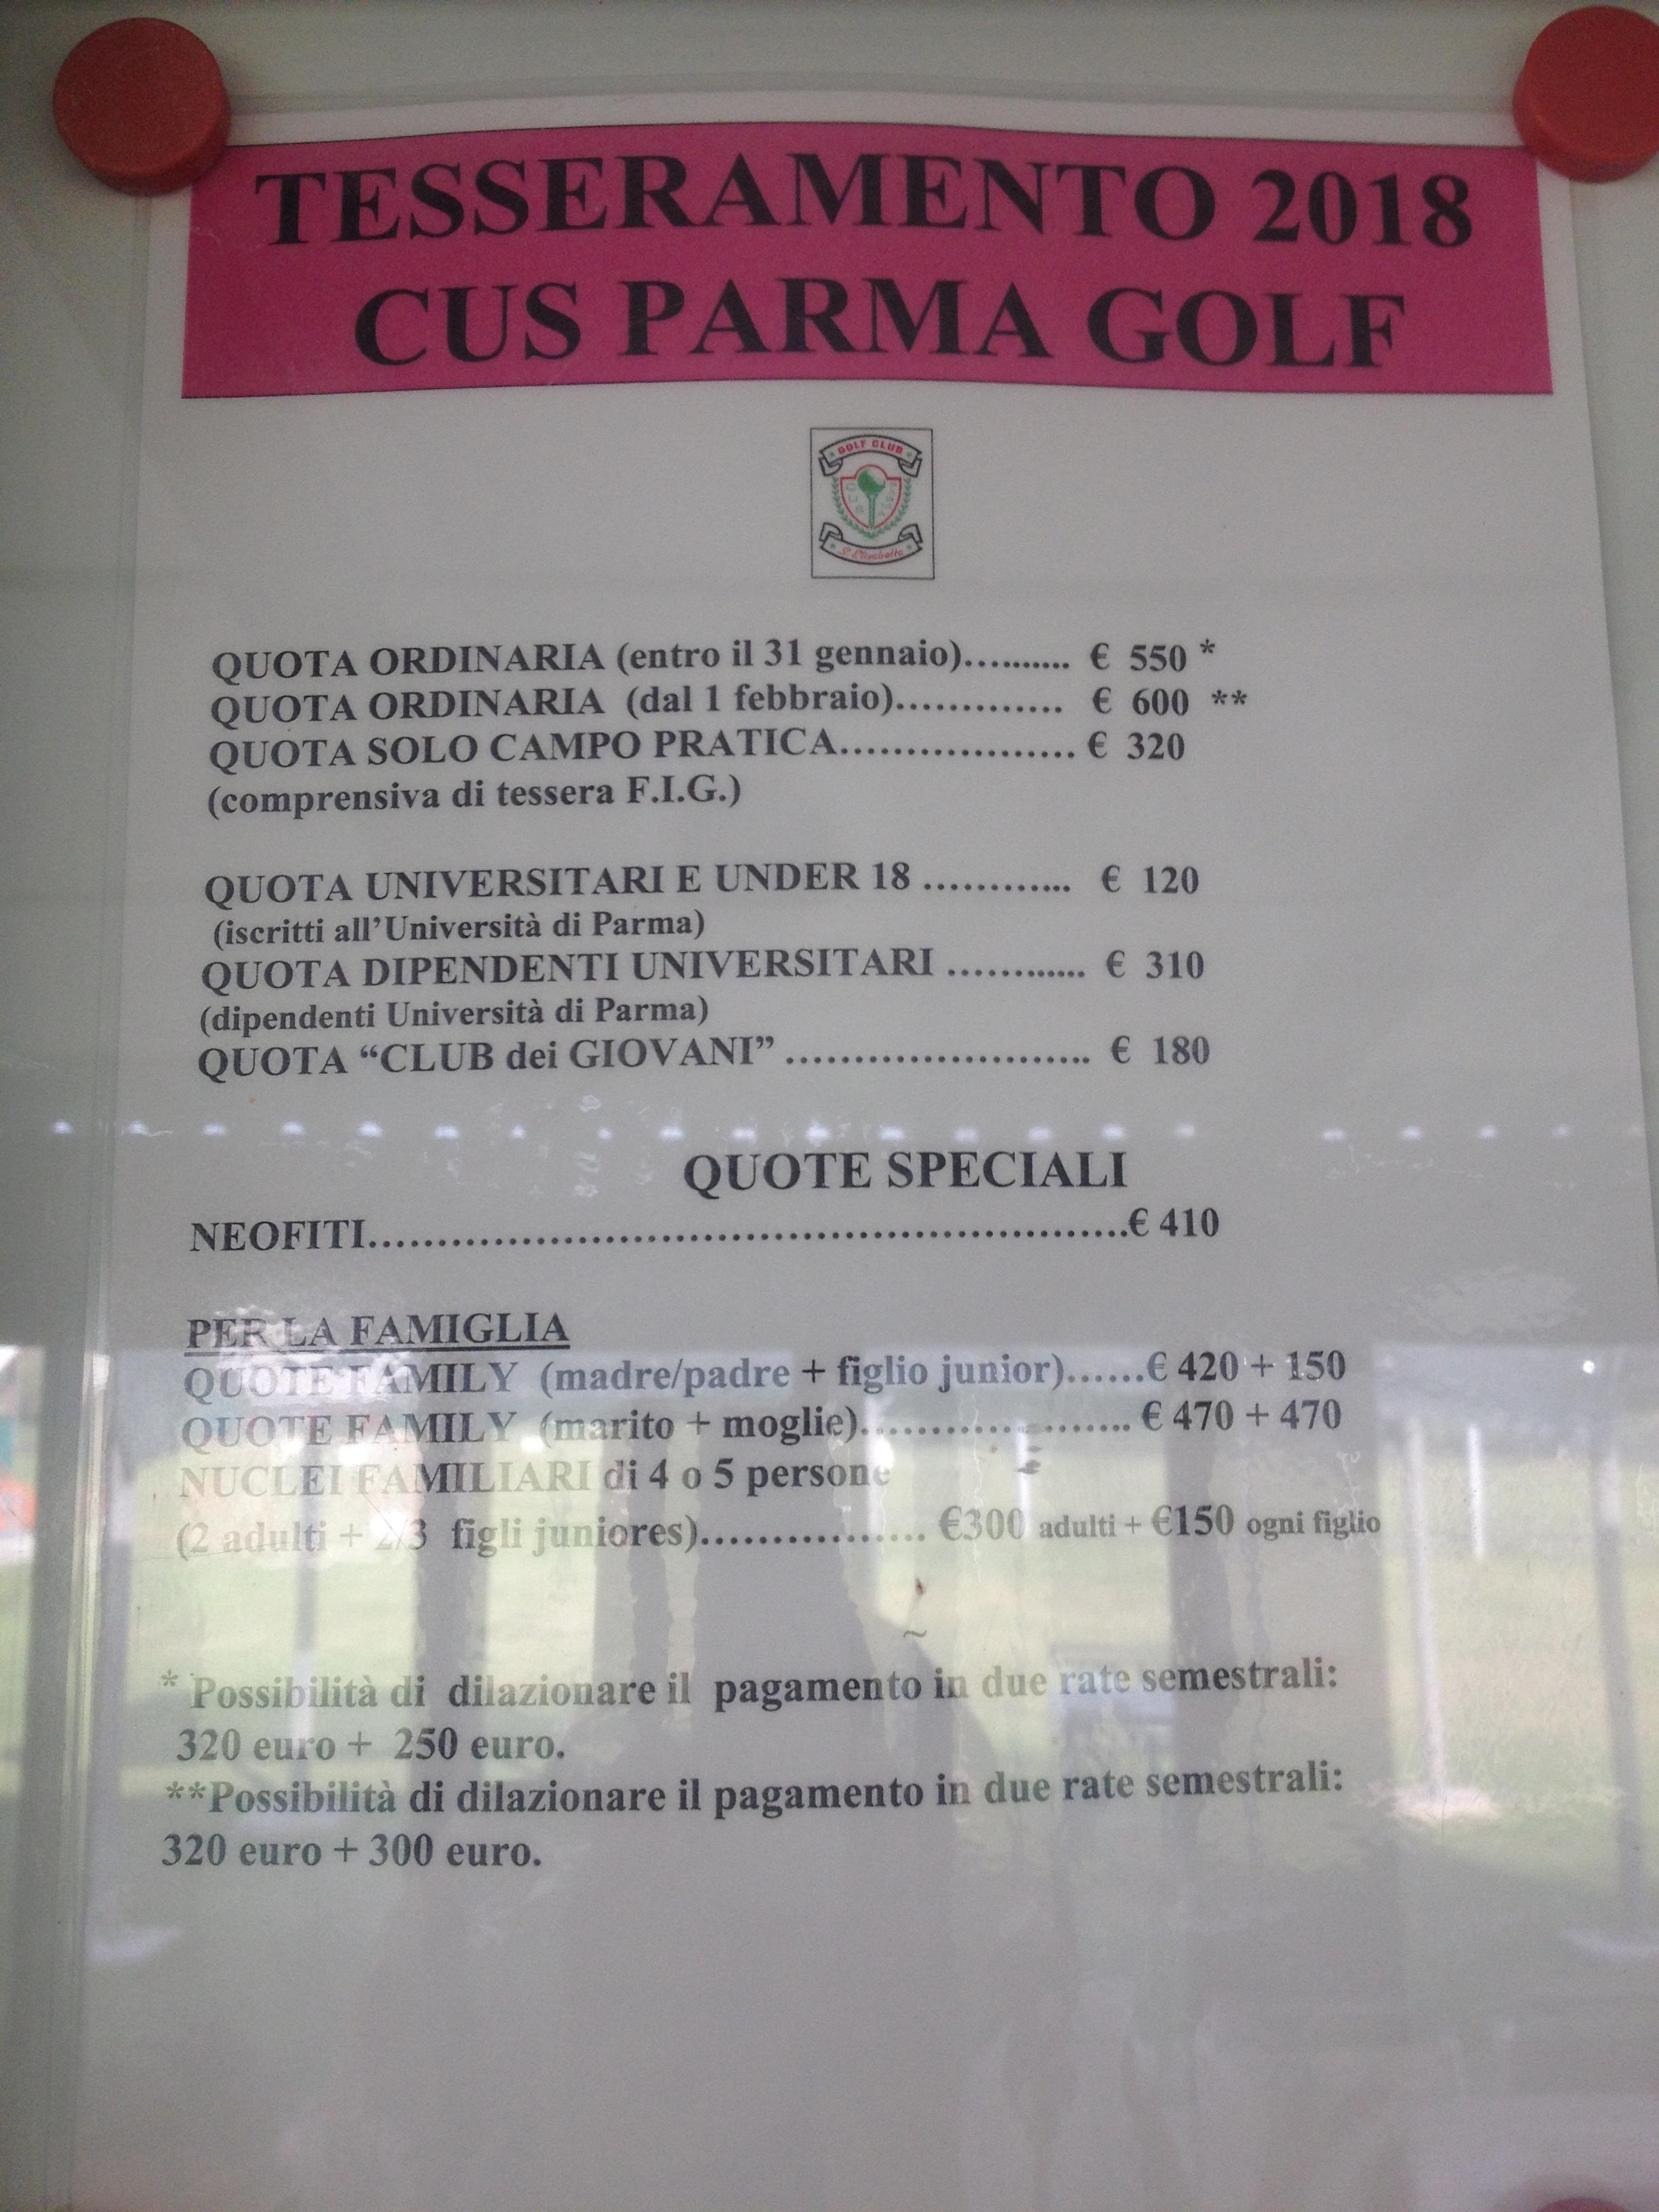 TESSERAMENTO 2018
CUS PARMA GOLF
GOLF CLUB
S. Elisabetta
QUOTA ORDINARIA (entro il 31 gennaio).......... € 550 *
QUOTA ORDINARIA (dal 1 febbraio)............. € 600 **
QUOTA SOLO CAMPO PRATICA................... € 320
(comprensiva di tessera F.I.G.)
QUOTA UNIVERSITARI E UNDER 18 ............ € 120
(iscritti all'Università di Parma)
QUOTA DIPENDENTI UNIVERSITARI ............ € 310
(dipendenti Università di Parma)
QUOTA “CLUB dei GIOVANI” ........................ € 180
QUOTE SPECIALI
NEOFITI..........................................................€ 410
PER LA FAMIGLIA
QUOTE FAMILY (madre/padre + figlio junior)......€ 420 + 150
QUOTE FAMILY (marito + moglie)..................... € 470 + 470
NUCLEI FAMILIARI di 4 o 5 persone
(2 adulti + 2/3 figli juniores)................. €300 adulti + €150 ogni figlio
* Possibilità di dilazionare il pagamento in due rate semestrali:
320 euro + 250 euro.
**Possibilità di dilazionare il pagamento in due rate semestrali:
320 euro + 300 euro.